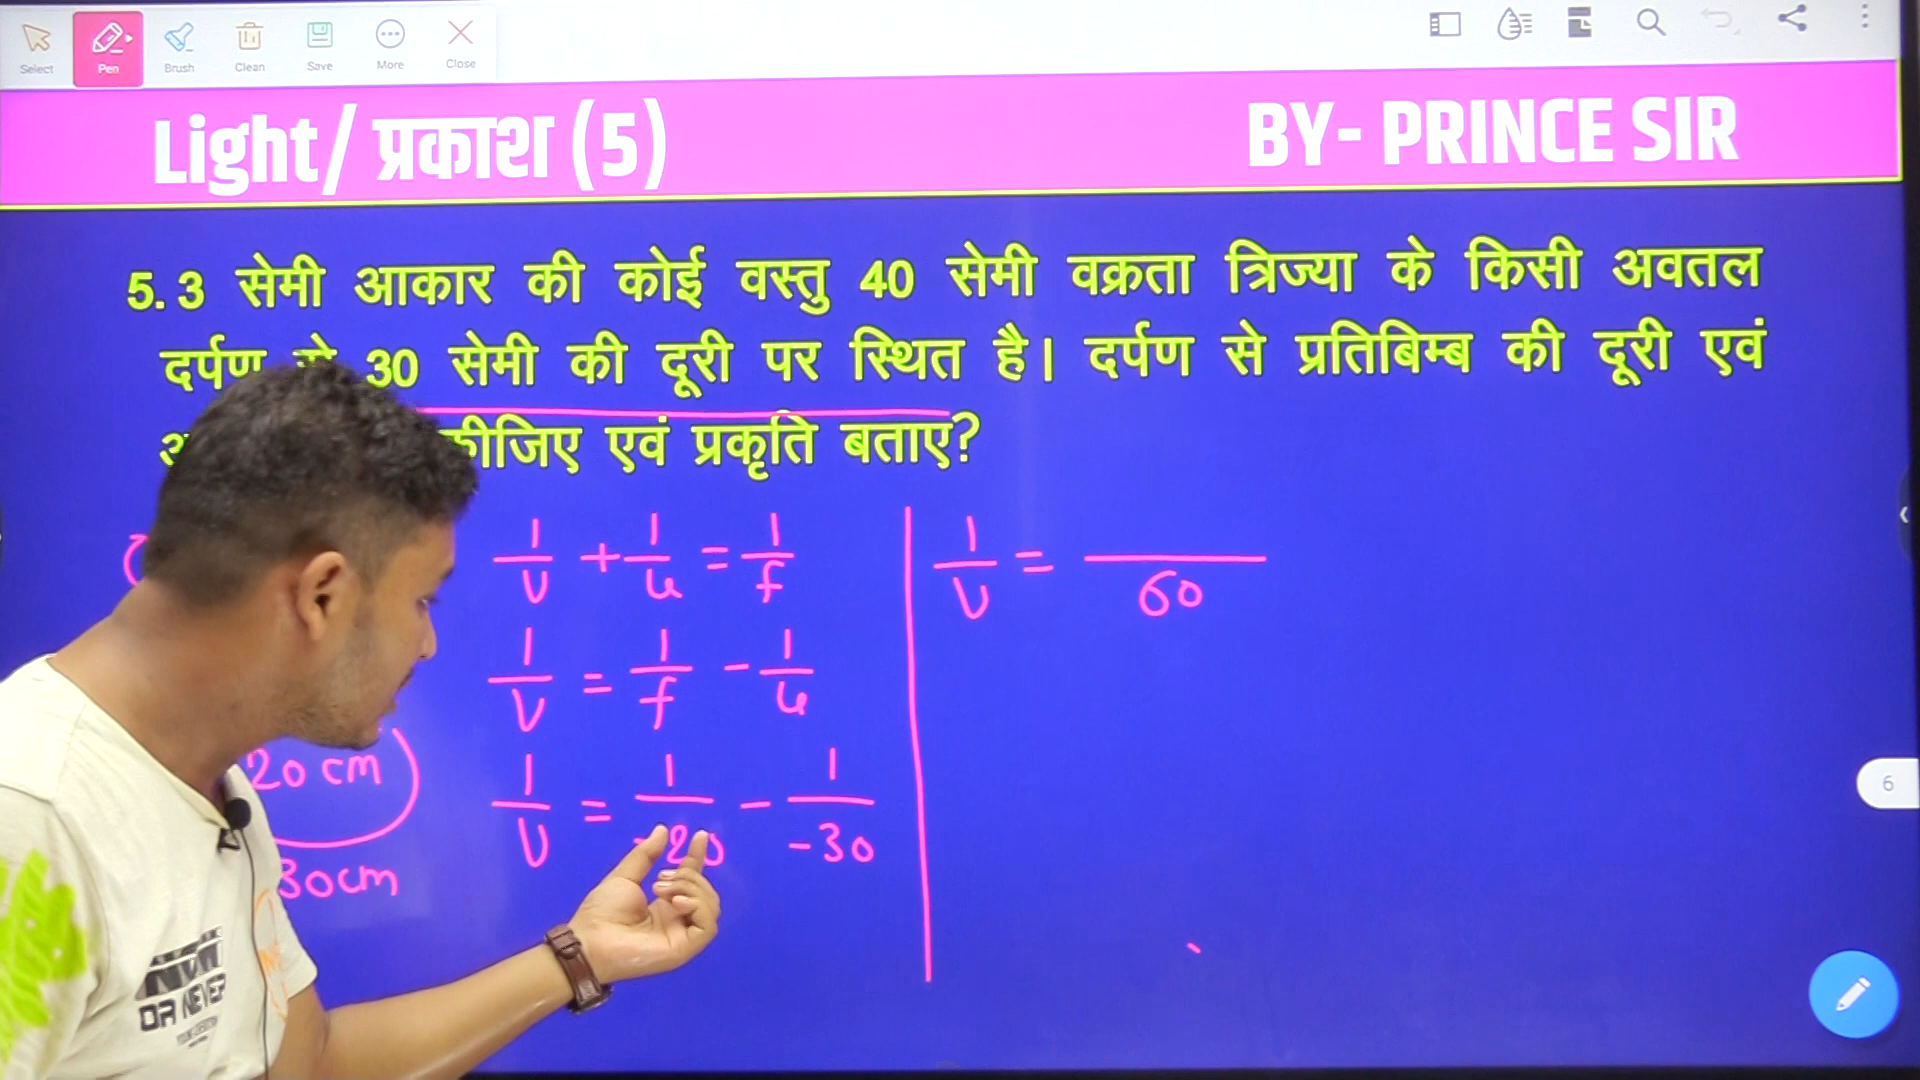 Select Pen Brush Clean Save More Close
Light/ प्रकाश (5) BY- PRINCE SIR
5. 3 सेमी आकार की कोई वस्तु 40 सेमी वक्रता त्रिज्या के किसी अवतल
दर्पण से 30 सेमी की दूरी पर स्थित है। दर्पण से प्रतिबिम्ब की दूरी एवं
कीजिए एवं प्रकृति बताए?
1/v + 1/u = 1/f
1/v = 1/f - 1/u
20 cm
1/v = 1/-20 - 1/-30
30cm
1/v = /60
6
OR NEVER